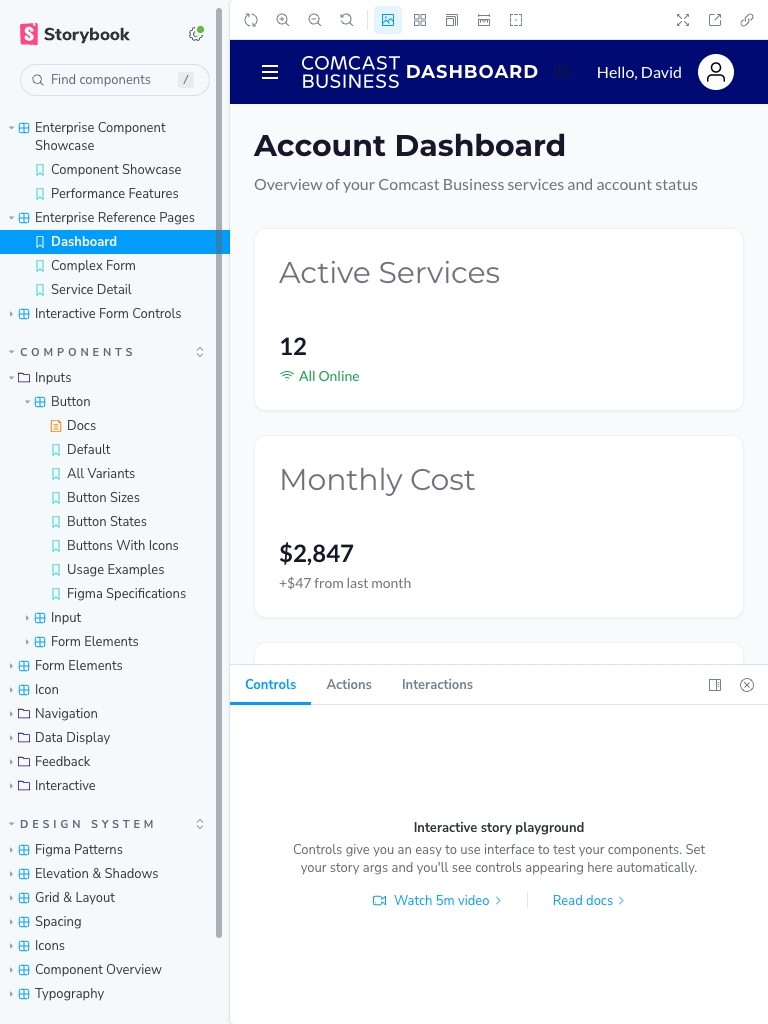 Storybook
Find components
/
Enterprise Component
Showcase
Component Showcase
Performance Features
Enterprise Reference Pages
Dashboard
Complex Form
Service Detail
Interactive Form Controls
COMPONENTS
Inputs
Button
Docs
Default
All Variants
Button Sizes
Button States
Buttons With Icons
Usage Examples
Figma Specifications
Input
Form Elements
Form Elements
Icon
Navigation
Data Display
Feedback
Interactive
DESIGN SYSTEM
Figma Patterns
Elevation & Shadows
Grid & Layout
Spacing
Icons
Component Overview
Typography
COMCAST
BUSINESS
DASHBOARD
Hello, David
Account Dashboard
Overview of your Comcast Business services and account status
Active Services
12
All Online
Monthly Cost
$2,847
+$47 from last month
Controls
Actions
Interactions
Interactive story playground
Controls give you an easy to use interface to test your components. Set
your story args and you'll see controls appearing here automatically.
Watch 5m video
Read docs